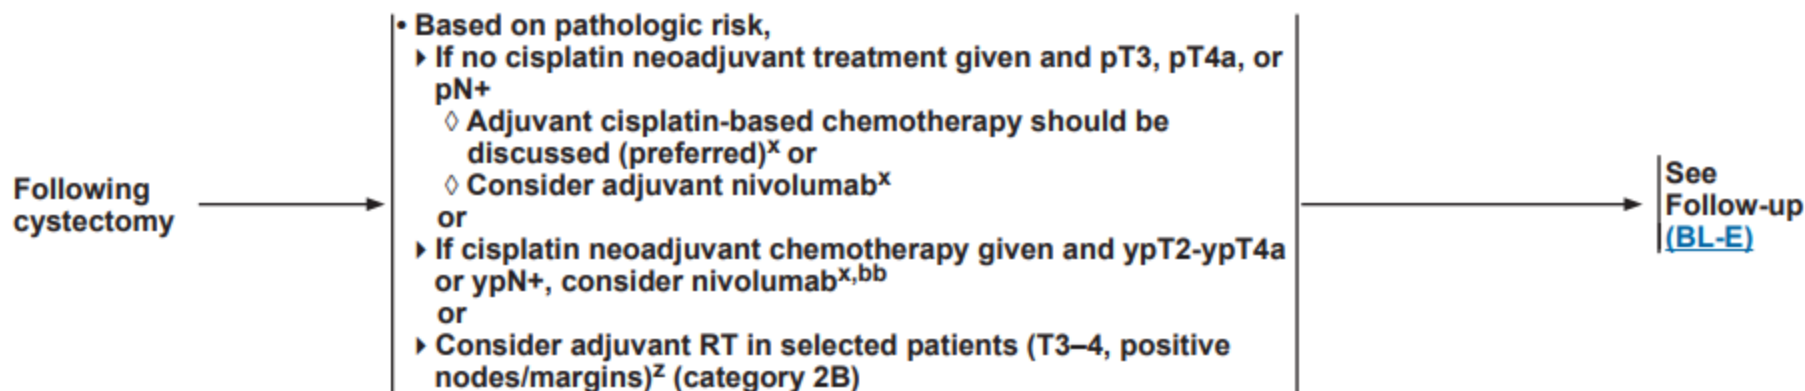 Following
cystectomy
• Based on pathologic risk,
‣ If no cisplatin neoadjuvant treatment given and pT3, pT4a, or
pN+
◊ Adjuvant cisplatin-based chemotherapy should be
discussed (preferred)x or
◊ Consider adjuvant nivolumabx
or
‣ If cisplatin neoadjuvant chemotherapy given and ypT2-ypT4a
or ypN+, consider nivolumabx,bb
or
‣ Consider adjuvant RT in selected patients (T3–4, positive
nodes/margins)z (category 2B)
See
Follow-up
(BL-E)